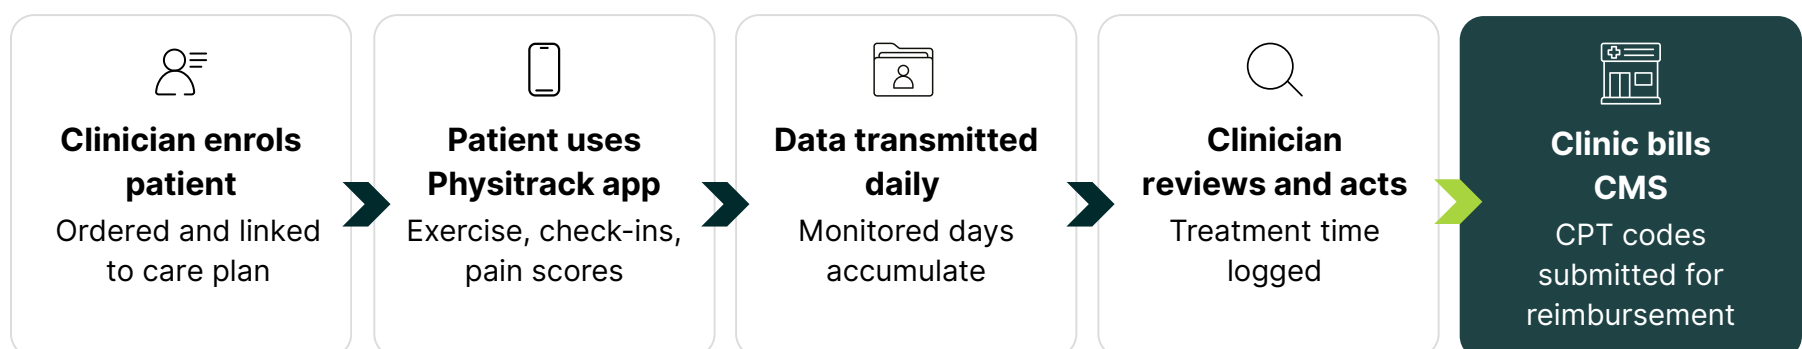 Clinician enrols
patient
Ordered and linked
to care plan
Patient uses
Physitrack app
Exercise, check-ins,
pain scores
Data transmitted
daily
Monitored days
accumulate
Clinician
reviews and acts
Treatment time
logged
Clinic bills
CMS
CPT codes
submitted for
reimbursement